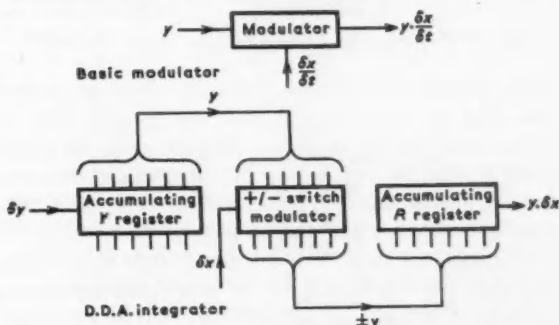 y
Modulator
y. δx/δt
δx/δt
Basic modulator
y
δy
Accumulating
Y register
+/– switch
modulator
Accumulating
R register
y.δx
δx
D.D.A. integrator
±y